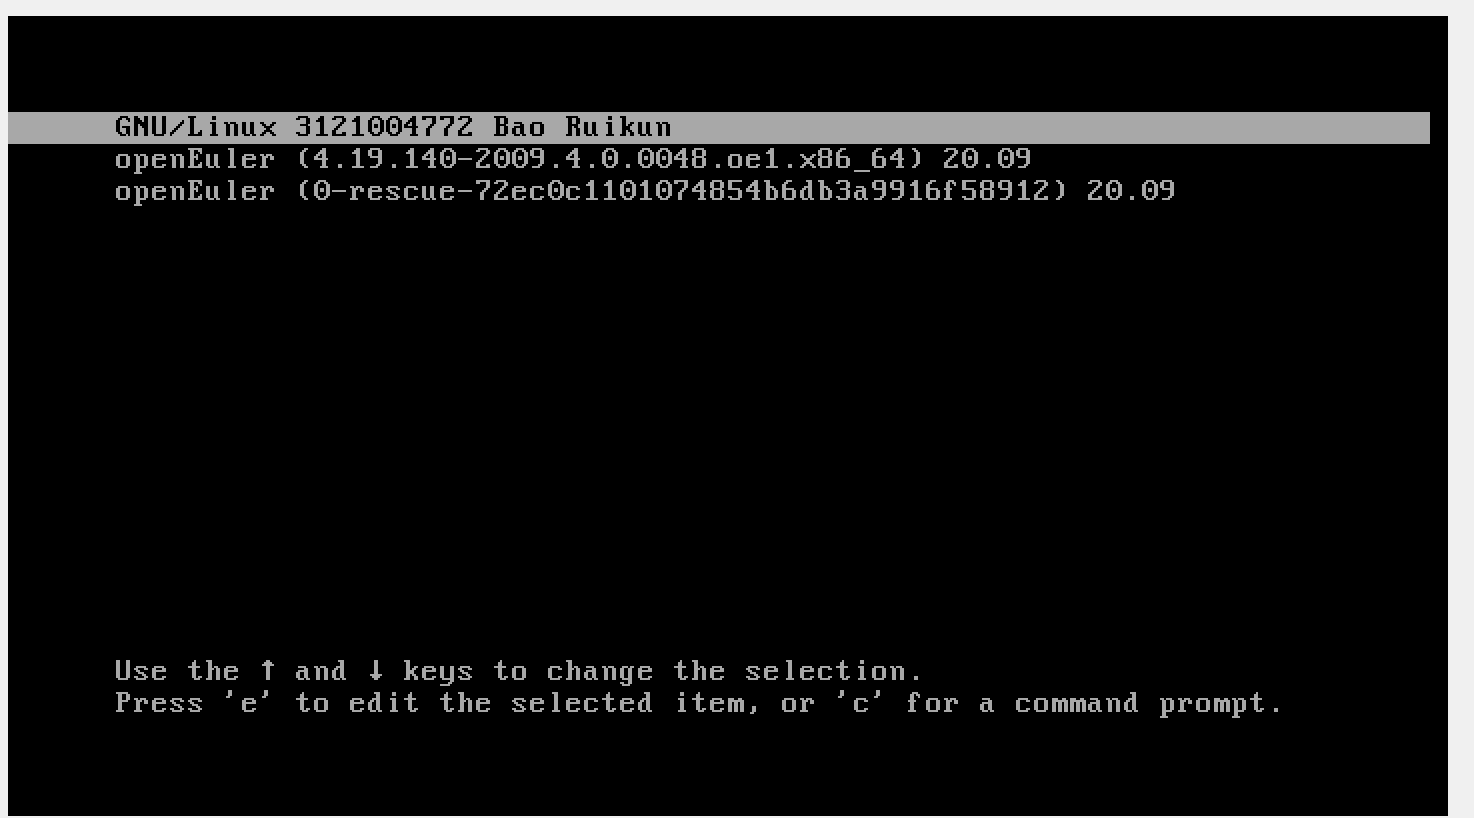 GNU/Linux 3121004772 Bao Ruikun
openEuler (4.19.140-2009.4.0.0048.oe1.x86_64) 20.09
openEuler (0-rescue-72ec0c1101074854b6db3a9916f58912) 20.09
Use the ↑ and ↓ keys to change the selection.
Press 'e' to edit the selected item, or 'c' for a command prompt.